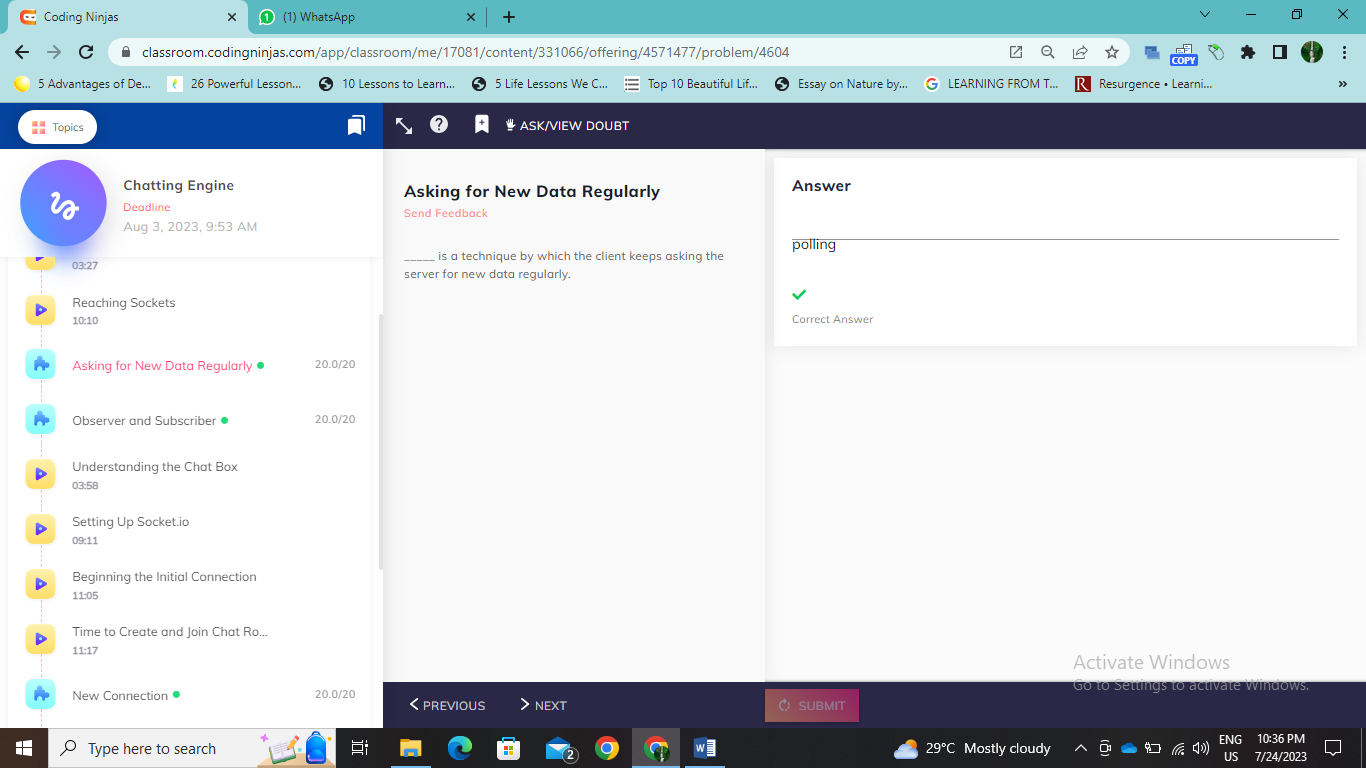 Coding Ninjas
(1) WhatsApp
classroom.codingninjas.com/app/classroom/me/17081/content/331066/offering/4571477/problem/4604
COPY
5 Advantages of De...
26 Powerful Lesson...
10 Lessons to Learn...
5 Life Lessons We C...
Top 10 Beautiful Lif...
Essay on Nature by...
LEARNING FROM T...
R
Resurgence • Learni...
»
Topics
ASK/VIEW DOUBT
Chatting Engine
Deadline
Aug 3, 2023, 9:53 AM
03:27
Reaching Sockets
10:10
Asking for New Data Regularly
20.0/20
Observer and Subscriber
20.0/20
Understanding the Chat Box
03:58
Setting Up Socket.io
09:11
Beginning the Initial Connection
11:05
Time to Create and Join Chat Ro...
11:17
New Connection
20.0/20
Asking for New Data Regularly
Send Feedback
_____ is a technique by which the client keeps asking the
server for new data regularly.
Answer
polling
Correct Answer
Activate Windows
Go to Settings to activate Windows.
PREVIOUS
NEXT
SUBMIT
Type here to search
2
29°C Mostly cloudy
ENG
US
10:36 PM
7/24/2023